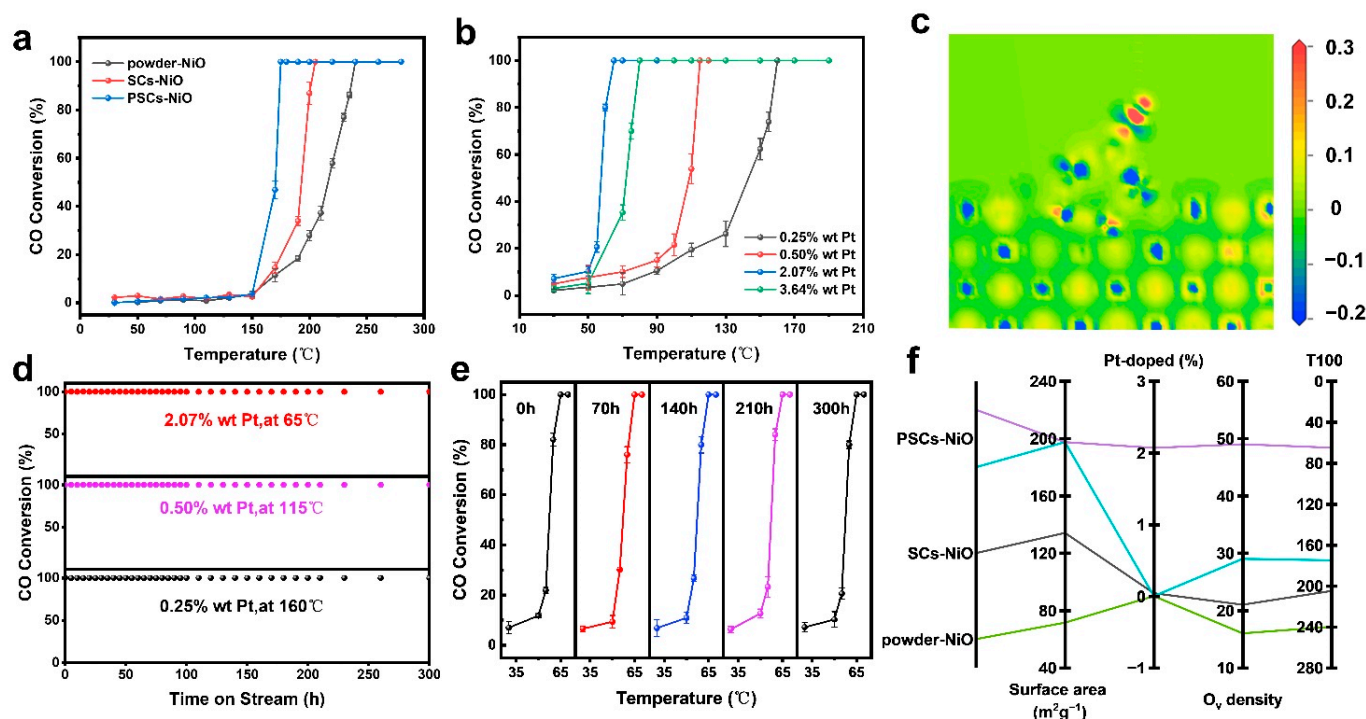 a
CO Conversion (%)
100
80
60
40
20
0
powder-NiO
SCs-NiO
PSCs-NiO
0 50 100 150 200 250 300
Temperature (℃)
b
CO Conversion (%)
100
80
60
40
20
0
0.25% wt Pt
0.50% wt Pt
2.07% wt Pt
3.64% wt Pt
10 50 90 130 170 210
Temperature (℃)
c
0.3
0.2
0.1
0
−0.1
−0.2
d
CO Conversion (%)
100
50
2.07% wt Pt,at 65℃
100
50
0.50% wt Pt,at 115℃
100
50
0
0.25% wt Pt,at 160℃
0 50 100 150 200 250 300
Time on Stream (h)
e
CO Conversion (%)
100
80
60
40
20
0
0h 70h 140h 210h 300h
35 65 35 65 35 65 35 65 35 65
Temperature (℃)
f
Pt-doped (%) T100
PSCs-NiO
SCs-NiO
powder-NiO
240
200
160
120
80
40
Surface area
(m²g⁻¹)
3
2
1
0
−1
60
50
40
30
20
10
Oᵥ density
0
40
80
120
160
200
240
280